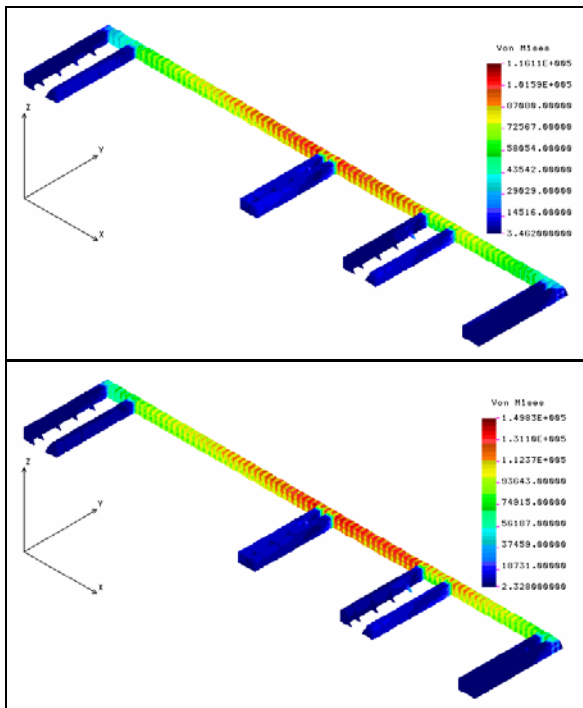 Von Mises
1.1611E+005
1.0159E+005
87080.00000
72567.00000
58054.00000
43542.00000
29029.00000
14516.00000
3.462000000
Z
Y
X
Von Mises
1.4983E+005
1.3110E+005
1.1237E+005
93643.00000
74915.00000
56187.00000
37459.00000
18731.00000
2.328000000
Z
Y
X